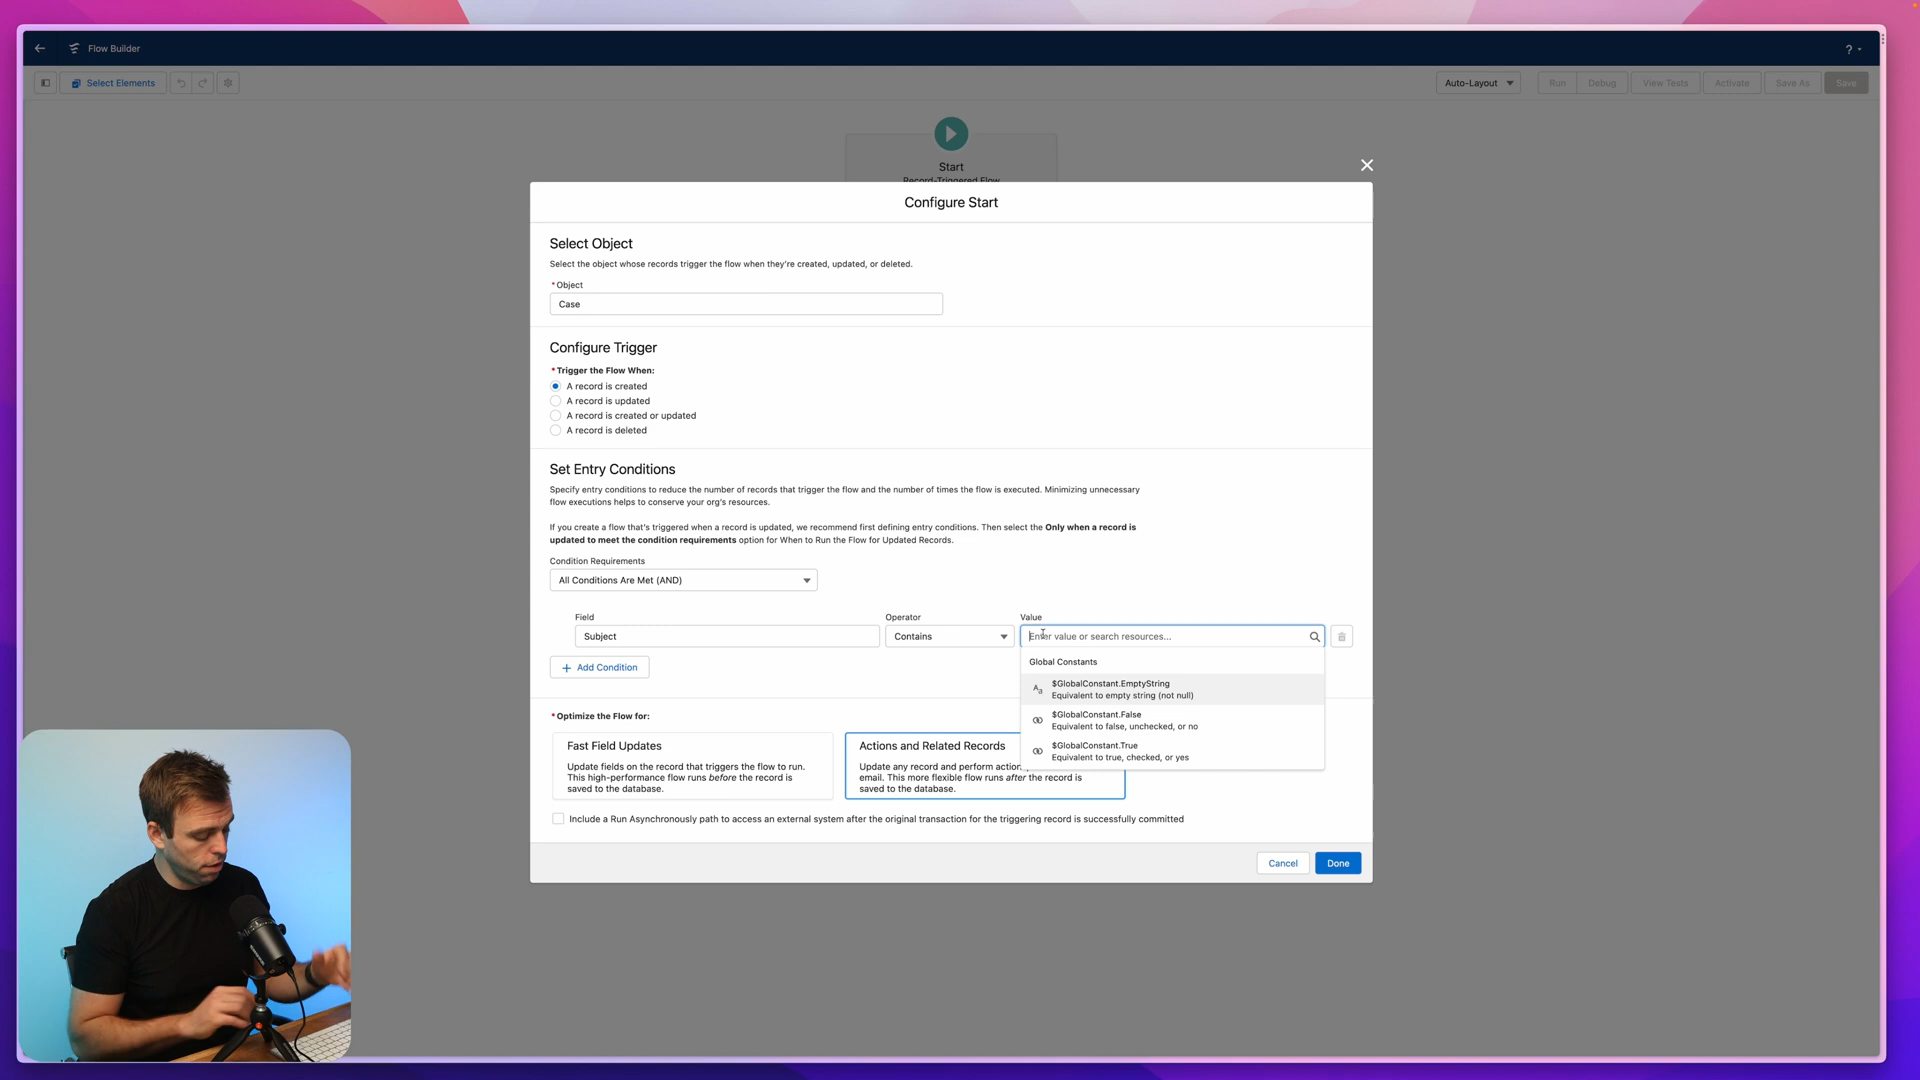 Flow Builder
?
Select Elements
Auto-Layout
Run
Debug
View Tests
Activate
Save As
Save
Start
Record-Triggered Flow
Configure Start
Select Object
Select the object whose records trigger the flow when they're created, updated, or deleted.
* Object
Case
Configure Trigger
* Trigger the Flow When:
A record is created
A record is updated
A record is created or updated
A record is deleted
Set Entry Conditions
Specify entry conditions to reduce the number of records that trigger the flow and the number of times the flow is executed. Minimizing unnecessary
flow executions helps to conserve your org's resources.
If you create a flow that's triggered when a record is updated, we recommend first defining entry conditions. Then select the Only when a record is
updated to meet the condition requirements option for When to Run the Flow for Updated Records.
Condition Requirements
All Conditions Are Met (AND)
Field
Operator
Value
Subject
Contains
Enter value or search resources...
+ Add Condition
Global Constants
$GlobalConstant.EmptyString
Equivalent to empty string (not null)
$GlobalConstant.False
Equivalent to false, unchecked, or no
$GlobalConstant.True
Equivalent to true, checked, or yes
* Optimize the Flow for:
Fast Field Updates
Update fields on the record that triggers the flow to run.
This high-performance flow runs before the record is
saved to the database.
Actions and Related Records
Update any record and perform action
email. This more flexible flow runs after the record is
saved to the database.
Include a Run Asynchronously path to access an external system after the original transaction for the triggering record is successfully committed
Cancel
Done